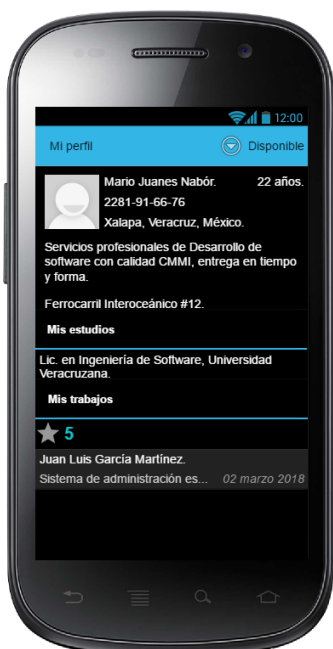 12:00
Mi perfil
Disponible
Mario Juanes Nabór. 22 años.
2281-91-66-76
Xalapa, Veracruz, México.
Servicios profesionales de Desarrollo de
software con calidad CMMI, entrega en tiempo
y forma.
Ferrocarril Interoceánico #12.
Mis estudios
Lic. en Ingeniería de Software, Universidad
Veracruzana.
Mis trabajos
5
Juan Luis García Martínez.
Sistema de administración es... 02 marzo 2018